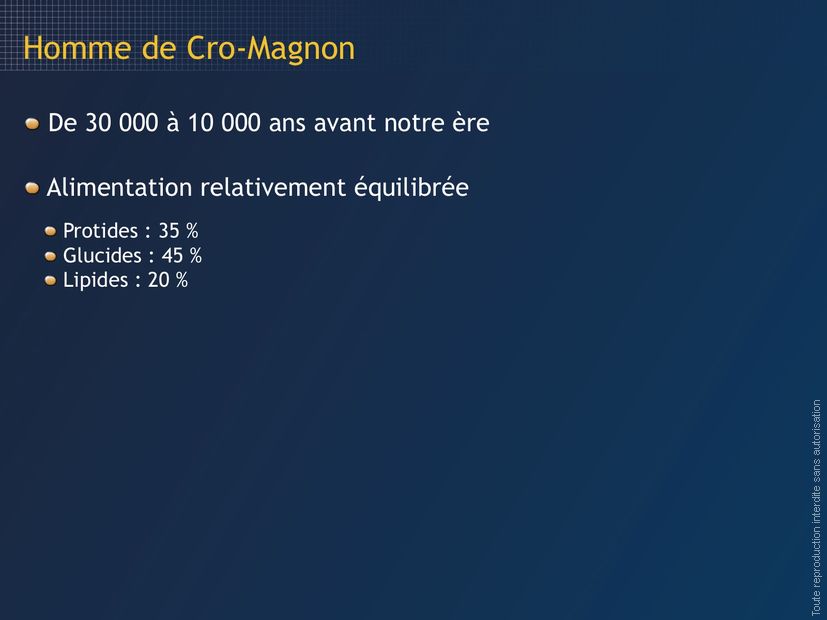 Homme de Cro-Magnon
De 30 000 à 10 000 ans avant notre ère
Alimentation relativement équilibrée
Protides : 35 %
Glucides : 45 %
Lipides : 20 %
Toute reproduction interdite sans autorisation